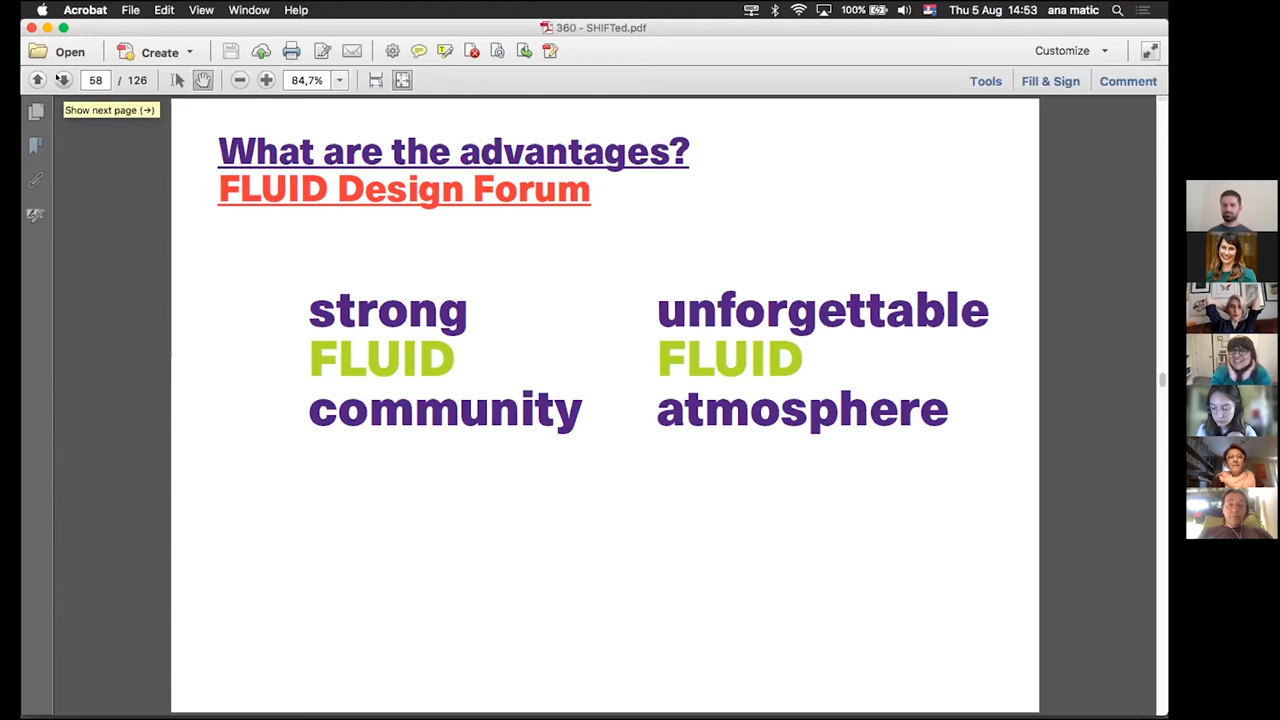 Acrobat File Edit View Window Help 100% Thu 5 Aug 14:53 ana matic
360 - SHIFTed.pdf
Open Create Customize
58 / 126 84,7% Tools Fill & Sign Comment
Show next page (→)
What are the advantages?
FLUID Design Forum
strong
FLUID
community
unforgettable
FLUID
atmosphere